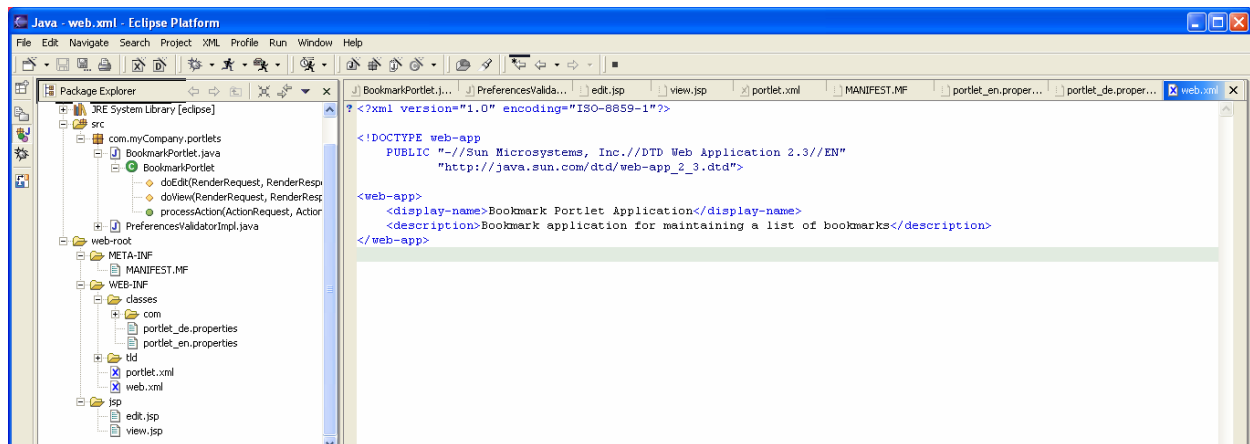 Java - web.xml - Eclipse Platform
File Edit Navigate Search Project XML Profile Run Window Help
Package Explorer
BookmarkPortlet.j... PreferencesValida... edit.jsp view.jsp portlet.xml MANIFEST.MF portlet_en.proper... portlet_de.proper... web.xml
JRE System Library [eclipse]
src
com.myCompany.portlets
BookmarkPortlet.java
BookmarkPortlet
doEdit(RenderRequest, RenderRespo
doView(RenderRequest, RenderResp
processAction(ActionRequest, Action
PreferencesValidatorImpl.java
web-root
META-INF
MANIFEST.MF
WEB-INF
classes
com
portlet_de.properties
portlet_en.properties
tld
portlet.xml
web.xml
jsp
edit.jsp
view.jsp
<?xml version="1.0" encoding="ISO-8859-1"?>
<!DOCTYPE web-app
PUBLIC "-//Sun Microsystems, Inc.//DTD Web Application 2.3//EN"
"http://java.sun.com/dtd/web-app_2_3.dtd">
<web-app>
<display-name>Bookmark Portlet Application</display-name>
<description>Bookmark application for maintaining a list of bookmarks</description>
</web-app>